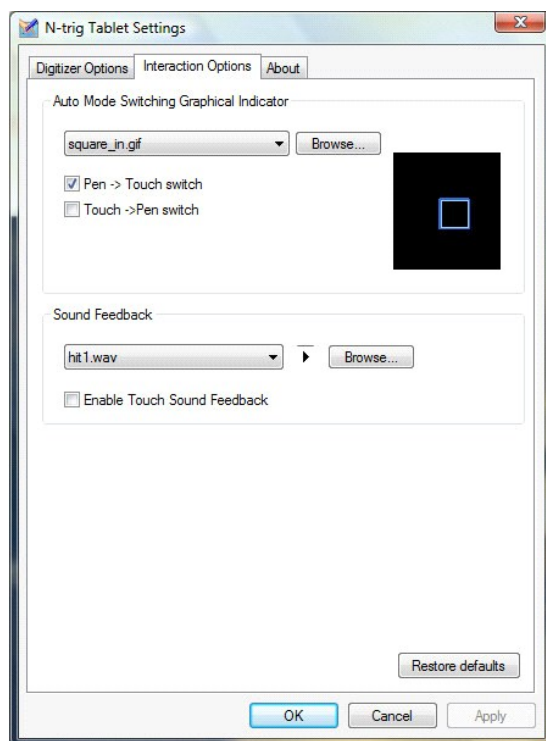 N-trig Tablet Settings
Digitizer Options Interaction Options About
Auto Mode Switching Graphical Indicator
square_in.gif Browse...
Pen -> Touch switch
Touch ->Pen switch
Sound Feedback
hit1.wav Browse...
Enable Touch Sound Feedback
Restore defaults
OK Cancel Apply